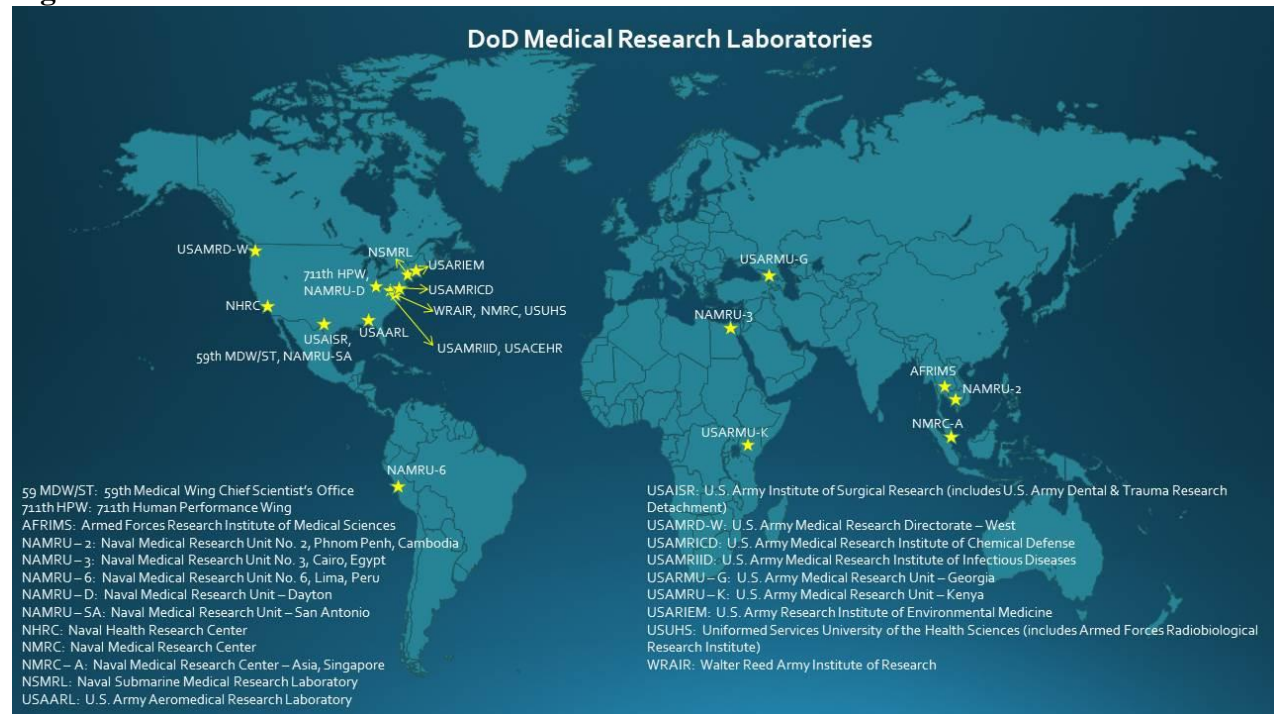 DoD Medical Research Laboratories
USAMRD-W
NSMRL
USARIEM
711th HPW,
NAMRU-D
USAMRICD
NHRC
WRAIR, NMRC, USUHS
USAARL
USAISR,
59th MDW/ST, NAMRU-SA
USAMRIID, USACEHR
USARMU-G
NAMRU-3
AFRIMS
NAMRU-2
NMRC-A
USARMU-K
NAMRU-6
59 MDW/ST: 59th Medical Wing Chief Scientist's Office
711th HPW: 711th Human Performance Wing
AFRIMS: Armed Forces Research Institute of Medical Sciences
NAMRU – 2: Naval Medical Research Unit No. 2, Phnom Penh, Cambodia
NAMRU – 3: Naval Medical Research Unit No. 3, Cairo, Egypt
NAMRU – 6: Naval Medical Research Unit No. 6, Lima, Peru
NAMRU – D: Naval Medical Research Unit – Dayton
NAMRU – SA: Naval Medical Research Unit – San Antonio
NHRC: Naval Health Research Center
NMRC: Naval Medical Research Center
NMRC – A: Naval Medical Research Center – Asia, Singapore
NSMRL: Naval Submarine Medical Research Laboratory
USAARL: U.S. Army Aeromedical Research Laboratory
USAISR: U.S. Army Institute of Surgical Research (includes U.S. Army Dental & Trauma Research
Detachment)
USAMRD-W: U.S. Army Medical Research Directorate – West
USAMRICD: U.S. Army Medical Research Institute of Chemical Defense
USAMRIID: U.S. Army Medical Research Institute of Infectious Diseases
USARMU – G: U.S. Army Medical Research Unit – Georgia
USAMRU – K: U.S. Army Medical Research Unit – Kenya
USARIEM: U.S. Army Research Institute of Environmental Medicine
USUHS: Uniformed Services University of the Health Sciences (includes Armed Forces Radiobiological
Research Institute)
WRAIR: Walter Reed Army Institute of Research